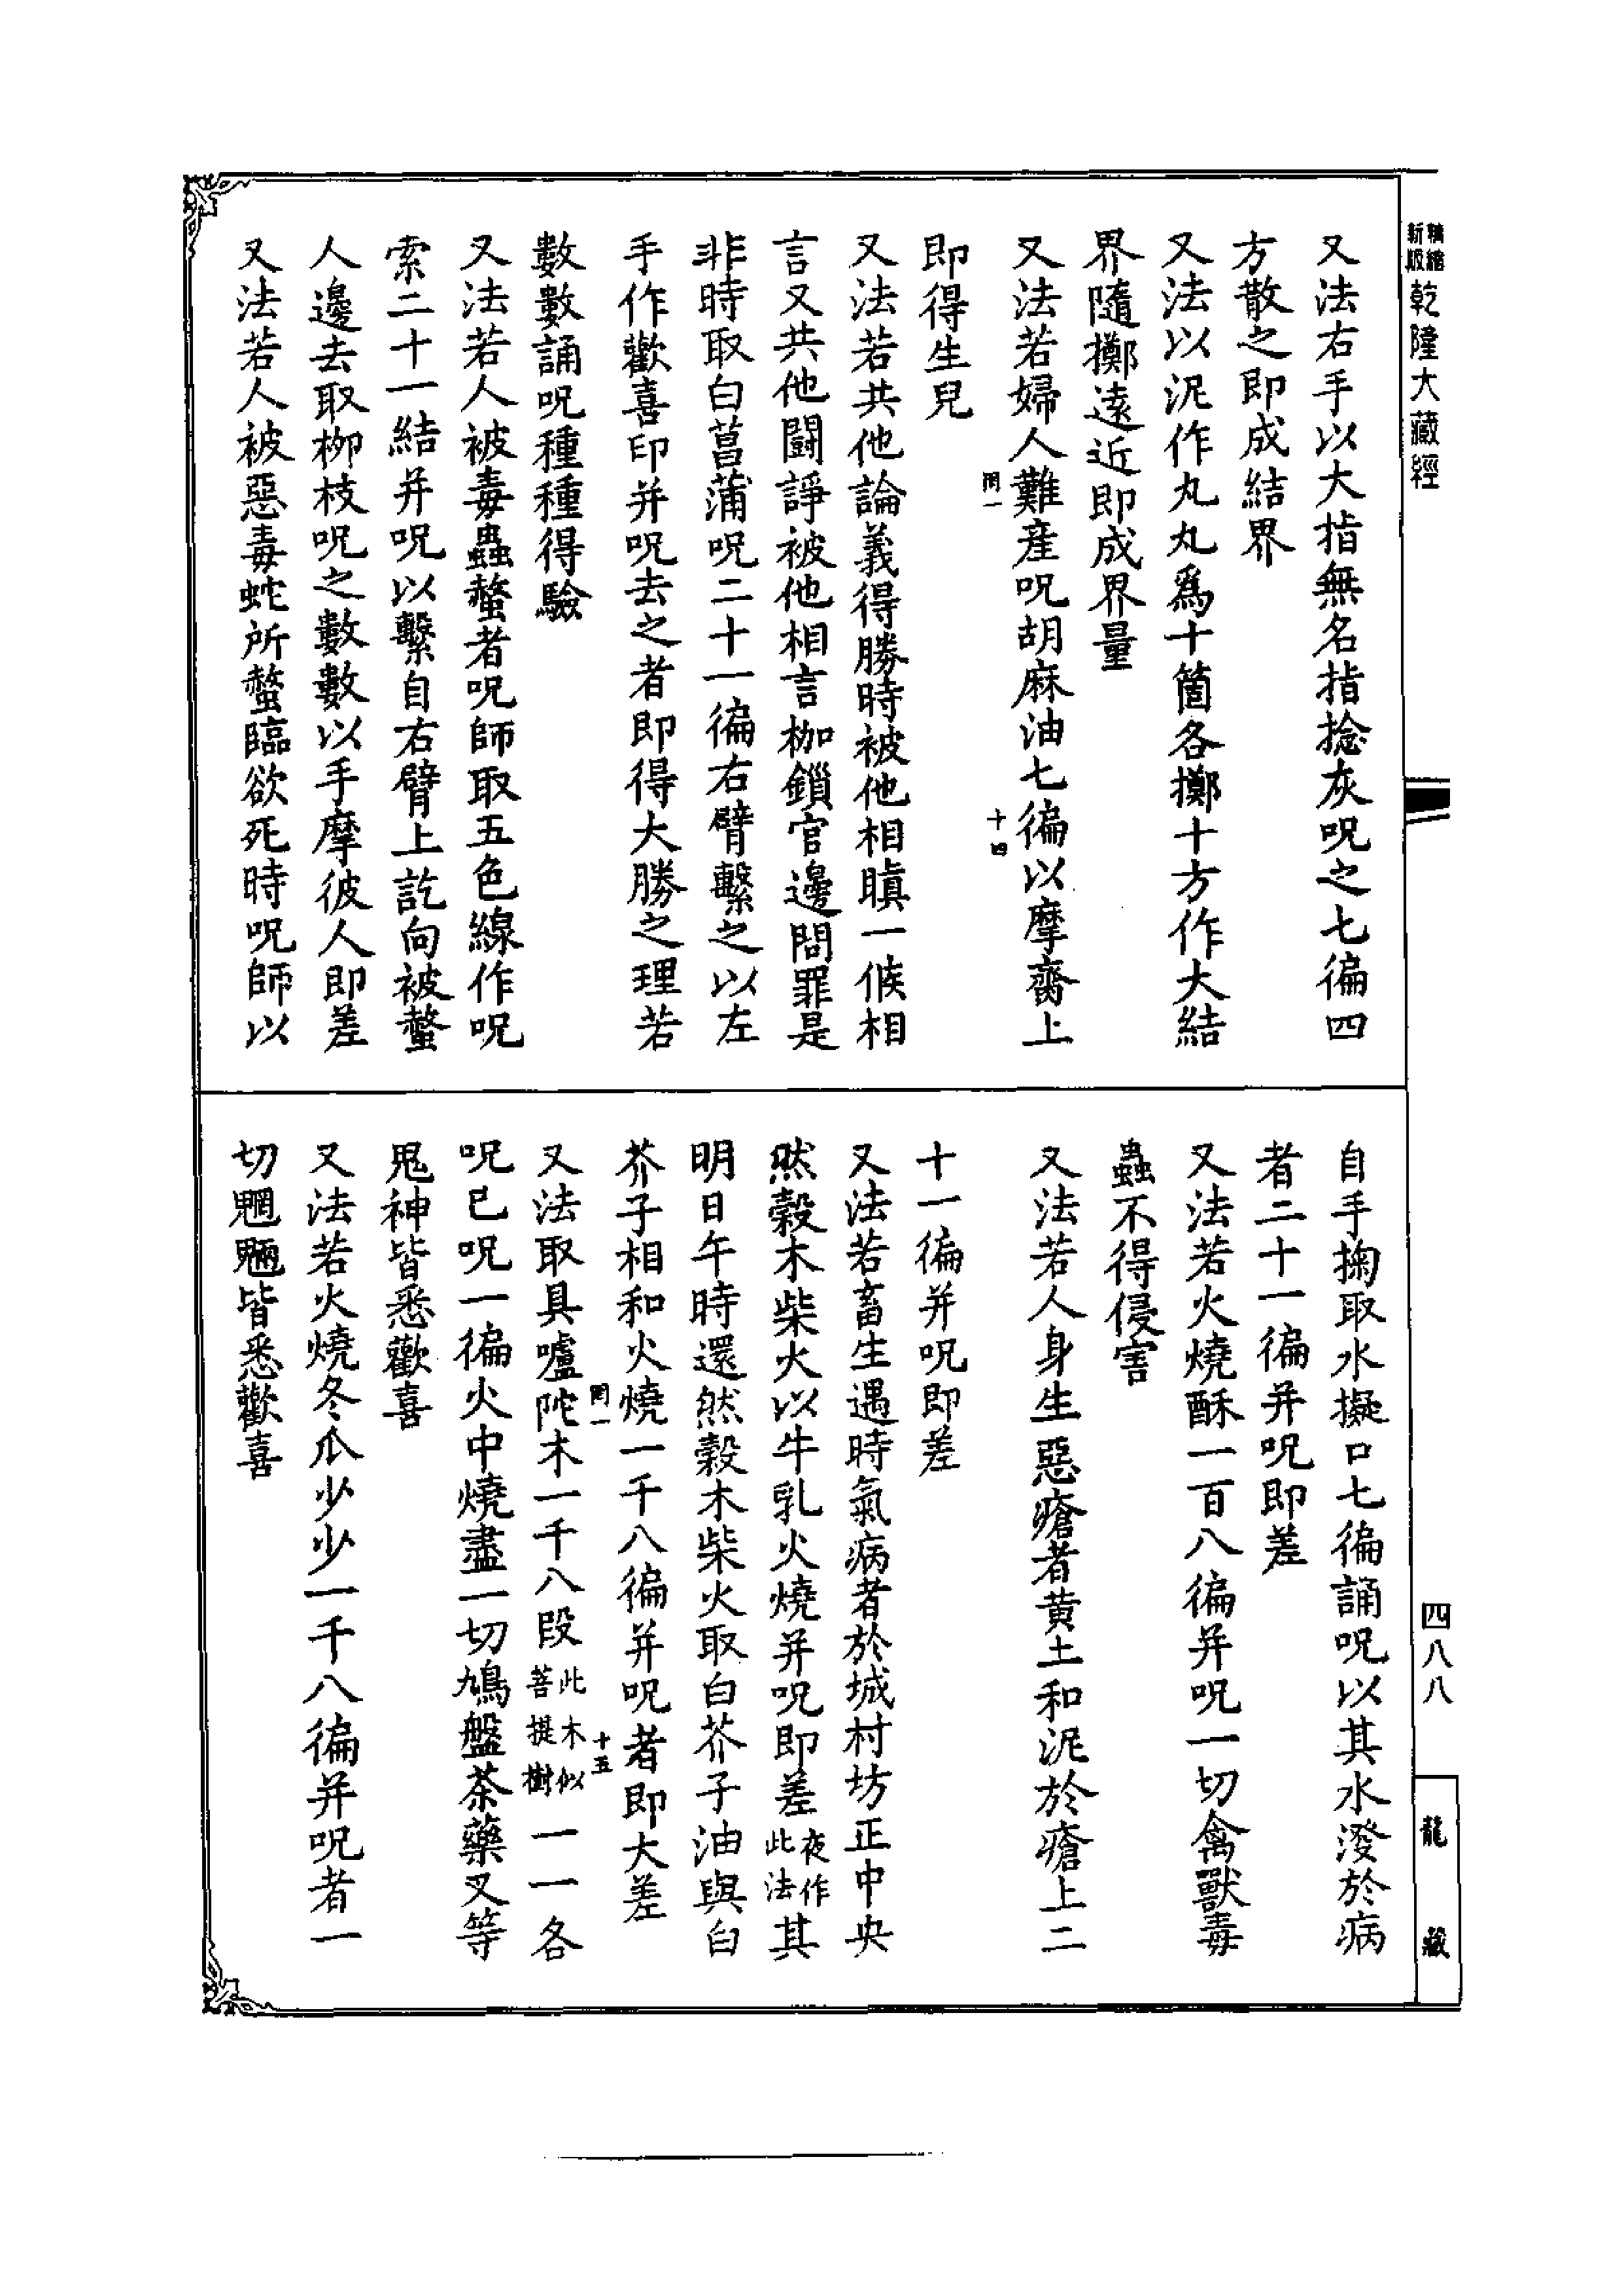 精縮新版乾隆大藏經
又法右手以大指無名指捻灰呪之七徧四
方散之即成結界
又法以泥作丸丸爲十箇各擲十方作大結
界隨擲遠近即成界量
又法若婦人難產呪胡麻油七徧以摩臍上
罔一
十四
即得生兒
又法若共他論義得勝時被他相瞋一候相
言又共他鬪諍被他相言枷鎖官邊問罪是
非時取白菖蒲呪二十一徧右臂繫之以左
手作歡喜印并呪去之者即得大勝之理若
數數誦呪種種得驗
又法若人被毒蟲螫者呪師取五色線作呪
索二十一結并呪以繫自右臂上訖向被螫
人邊去取柳枝呪之數數以手摩彼人即差
又法若人被惡毒蛇所螫臨欲死時呪師以
自手掬取水擬口七徧誦呪以其水潑於病
者二十一徧并呪即差
又法若火燒酥一百八徧并呪一切禽獸毒
蟲不得侵害
又法若人身生惡瘡者黃土和泥於瘡上二
十一徧并呪即差
又法若畜生遇時氣病者於城村坊正中央
然穀木柴火以牛乳火燒并呪即差夜作此法其
明日午時還然穀木柴火取白芥子油與白
芥子相和火燒一千八徧并呪者即大差
罔一
十五
又法取具嚧陀木一千八段此木似菩提樹一一各
呪已呪一徧火中燒盡一切鳩盤茶藥叉等
鬼神皆悉歡喜
又法若火燒冬瓜少少一千八徧并呪者一
切魍魎皆悉歡喜
四八八
龍藏